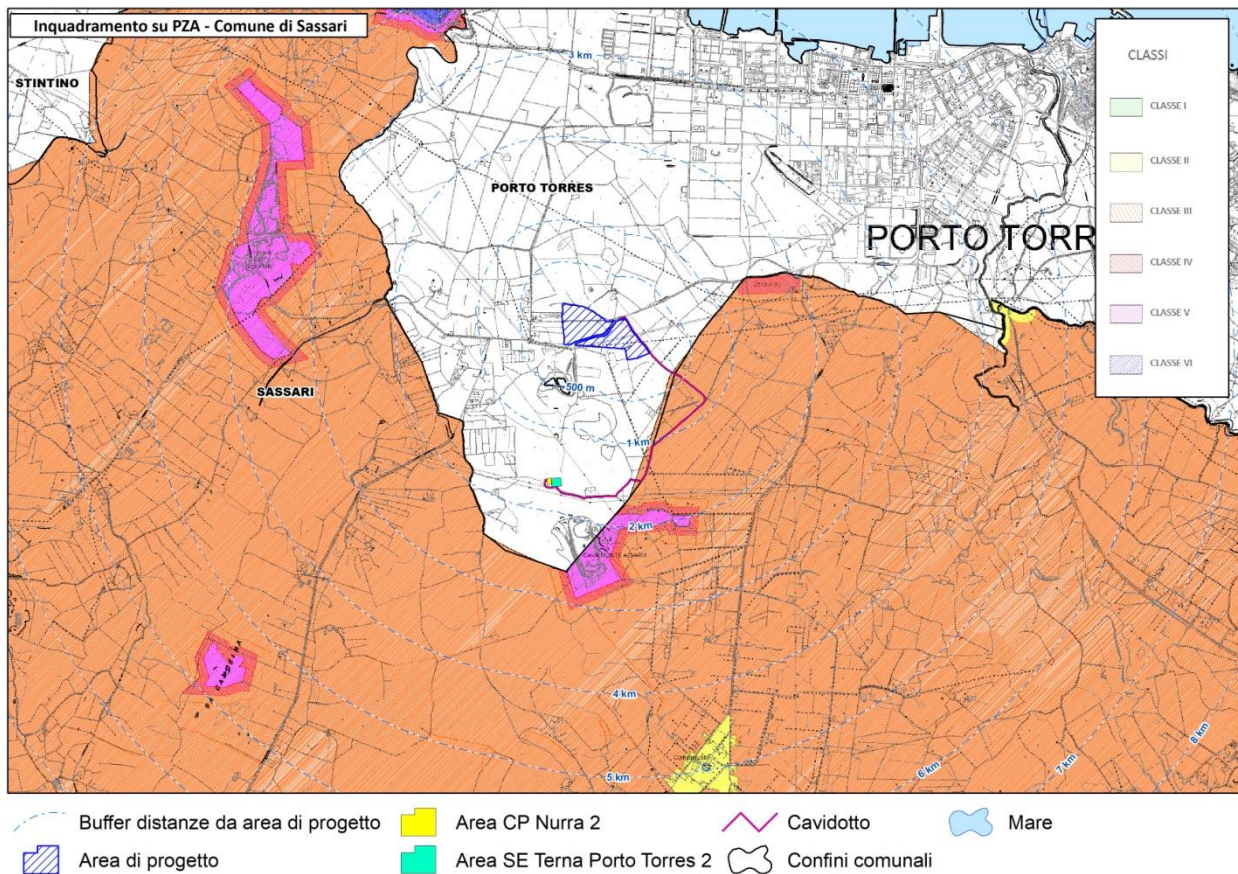 Inquadramento su PZA - Comune di Sassari
STINTINO
3 km
PORTO TORRES
PORTO TORR
SASSARI
500 m
1 km
2 km
4 km
5 km
6 km
7 km
8 km
CLASSI
CLASSE I
CLASSE II
CLASSE III
CLASSE IV
CLASSE V
CLASSE VI
Buffer distanze da area di progetto
Area CP Nurra 2
Cavidotto
Mare
Area di progetto
Area SE Terna Porto Torres 2
Confini comunali